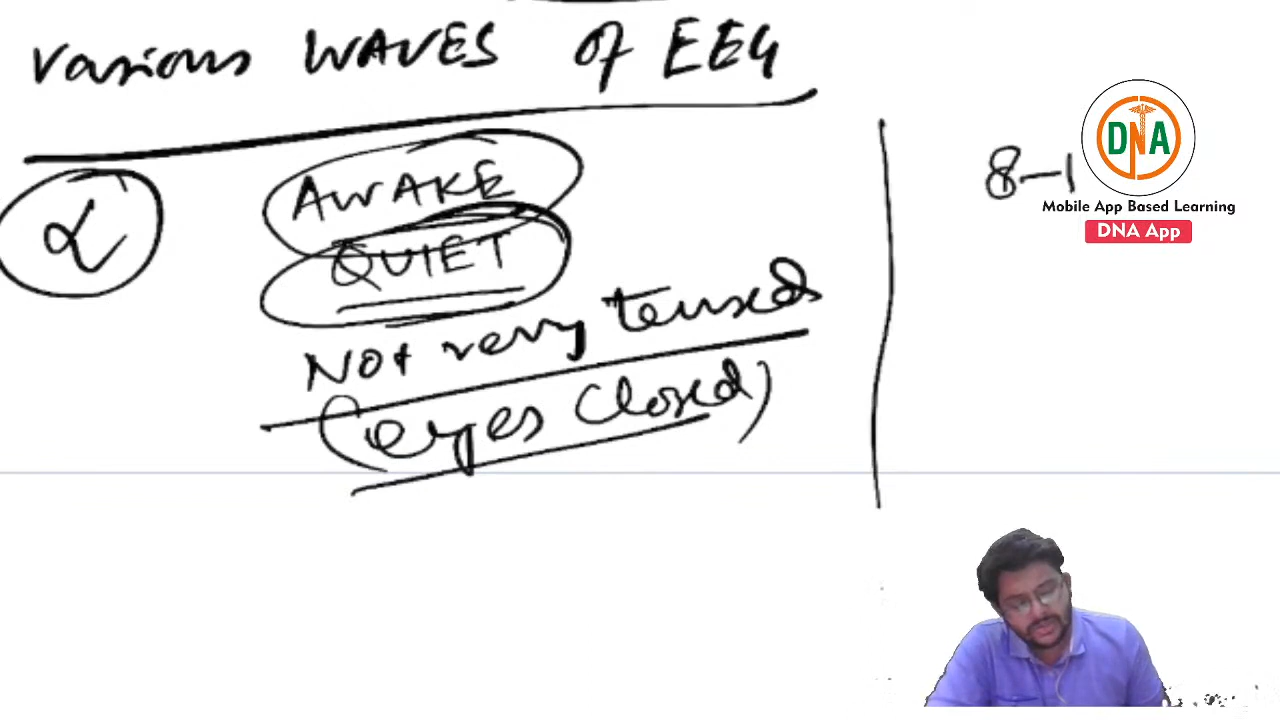 Various WAVES of EEG
α
AWAKE
QUIET
Not very tensed
(eyes closed)
8-1
DNA
Mobile App Based Learning
DNA App